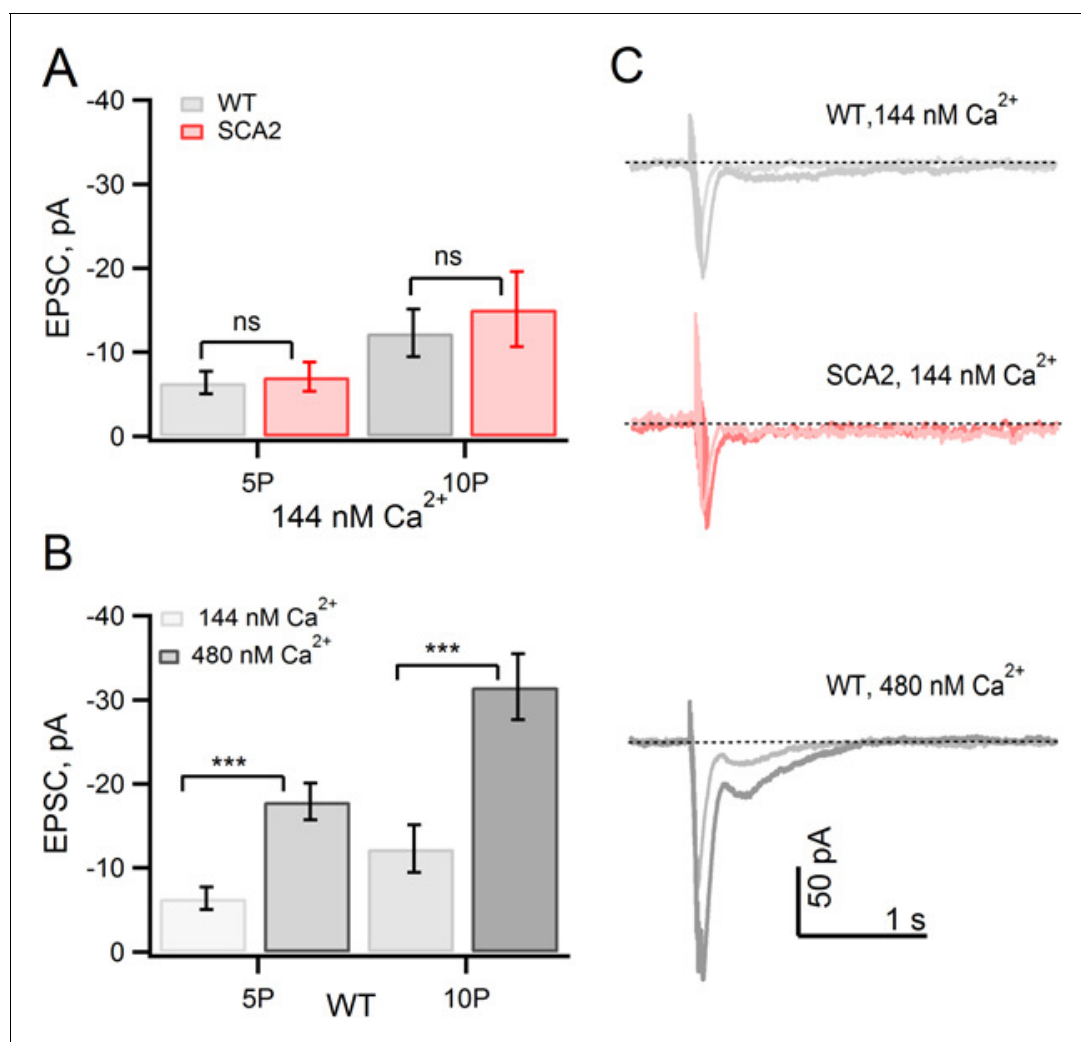 A
WT
SCA2
-40
-30
-20
-10
0
EPSC, pA
ns
ns
5P
10P
144 nM Ca²⁺
B
144 nM Ca²⁺
480 nM Ca²⁺
-40
-30
-20
-10
0
EPSC, pA
***
***
5P
10P
WT
C
WT,144 nM Ca²⁺
SCA2, 144 nM Ca²⁺
WT, 480 nM Ca²⁺
50 pA
1 s